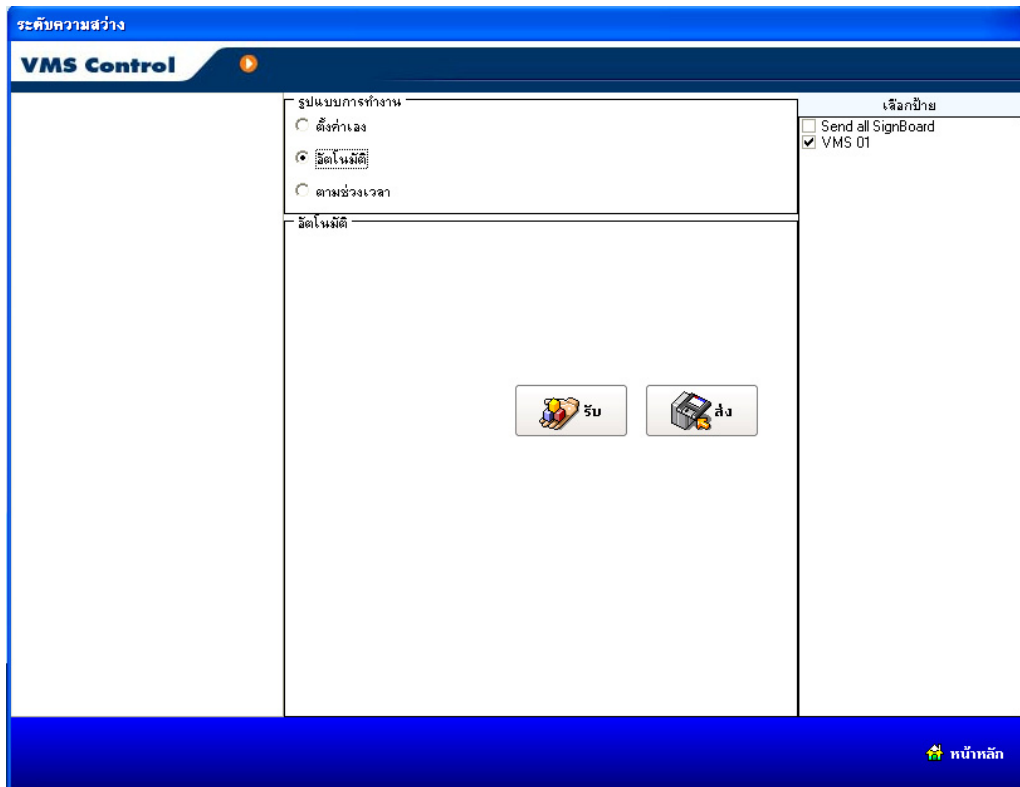 ระดับความสว่าง
VMS Control
รูปแบบการทำงาน
ตั้งค่าเอง
อัตโนมัติ
ตามช่วงเวลา
อัตโนมัติ
รับ
ส่ง
เลือกป้าย
Send all SignBoard
VMS 01
หน้าหลัก